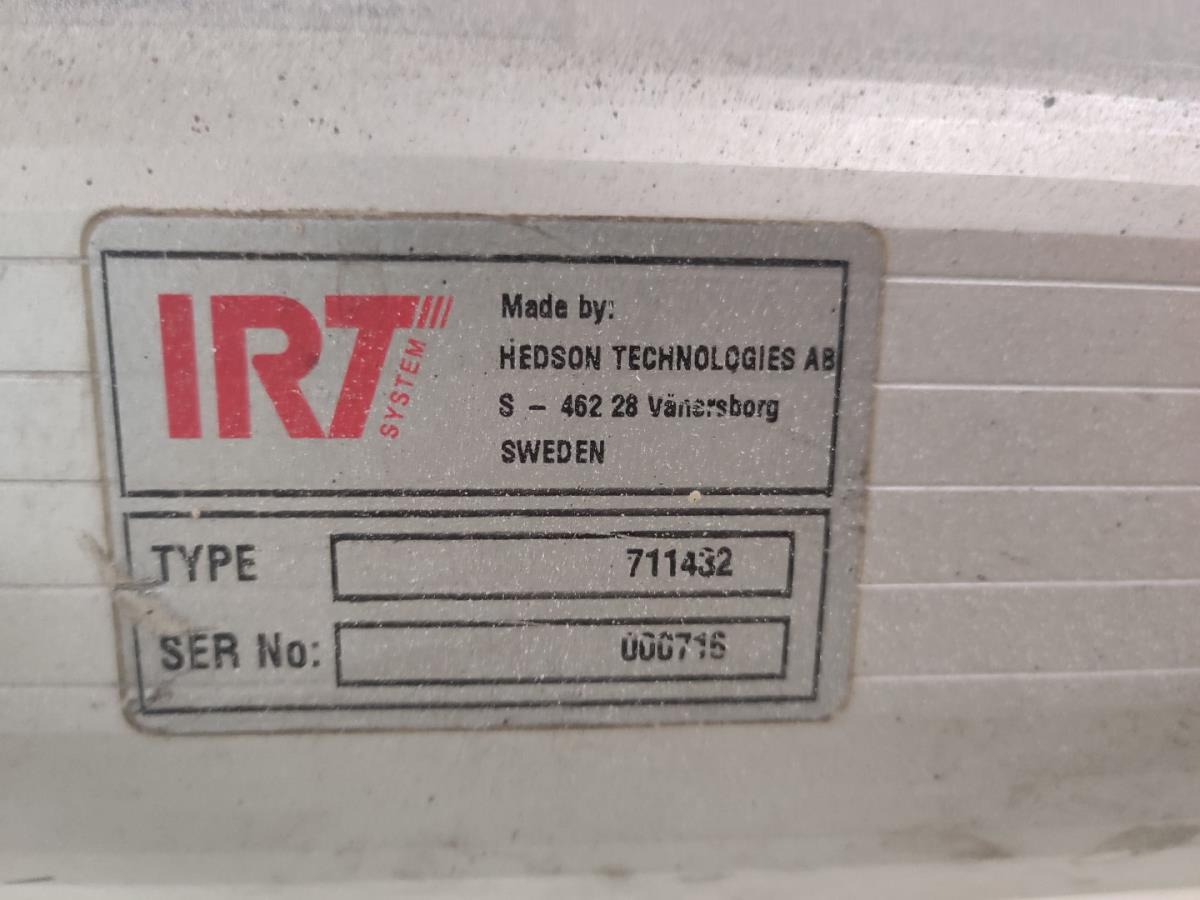 IRT
SYSTEM
Made by:
HEDSON TECHNOLOGIES AB
S – 462 28 Vänersborg
SWEDEN
TYPE 711432
SER No: 000716